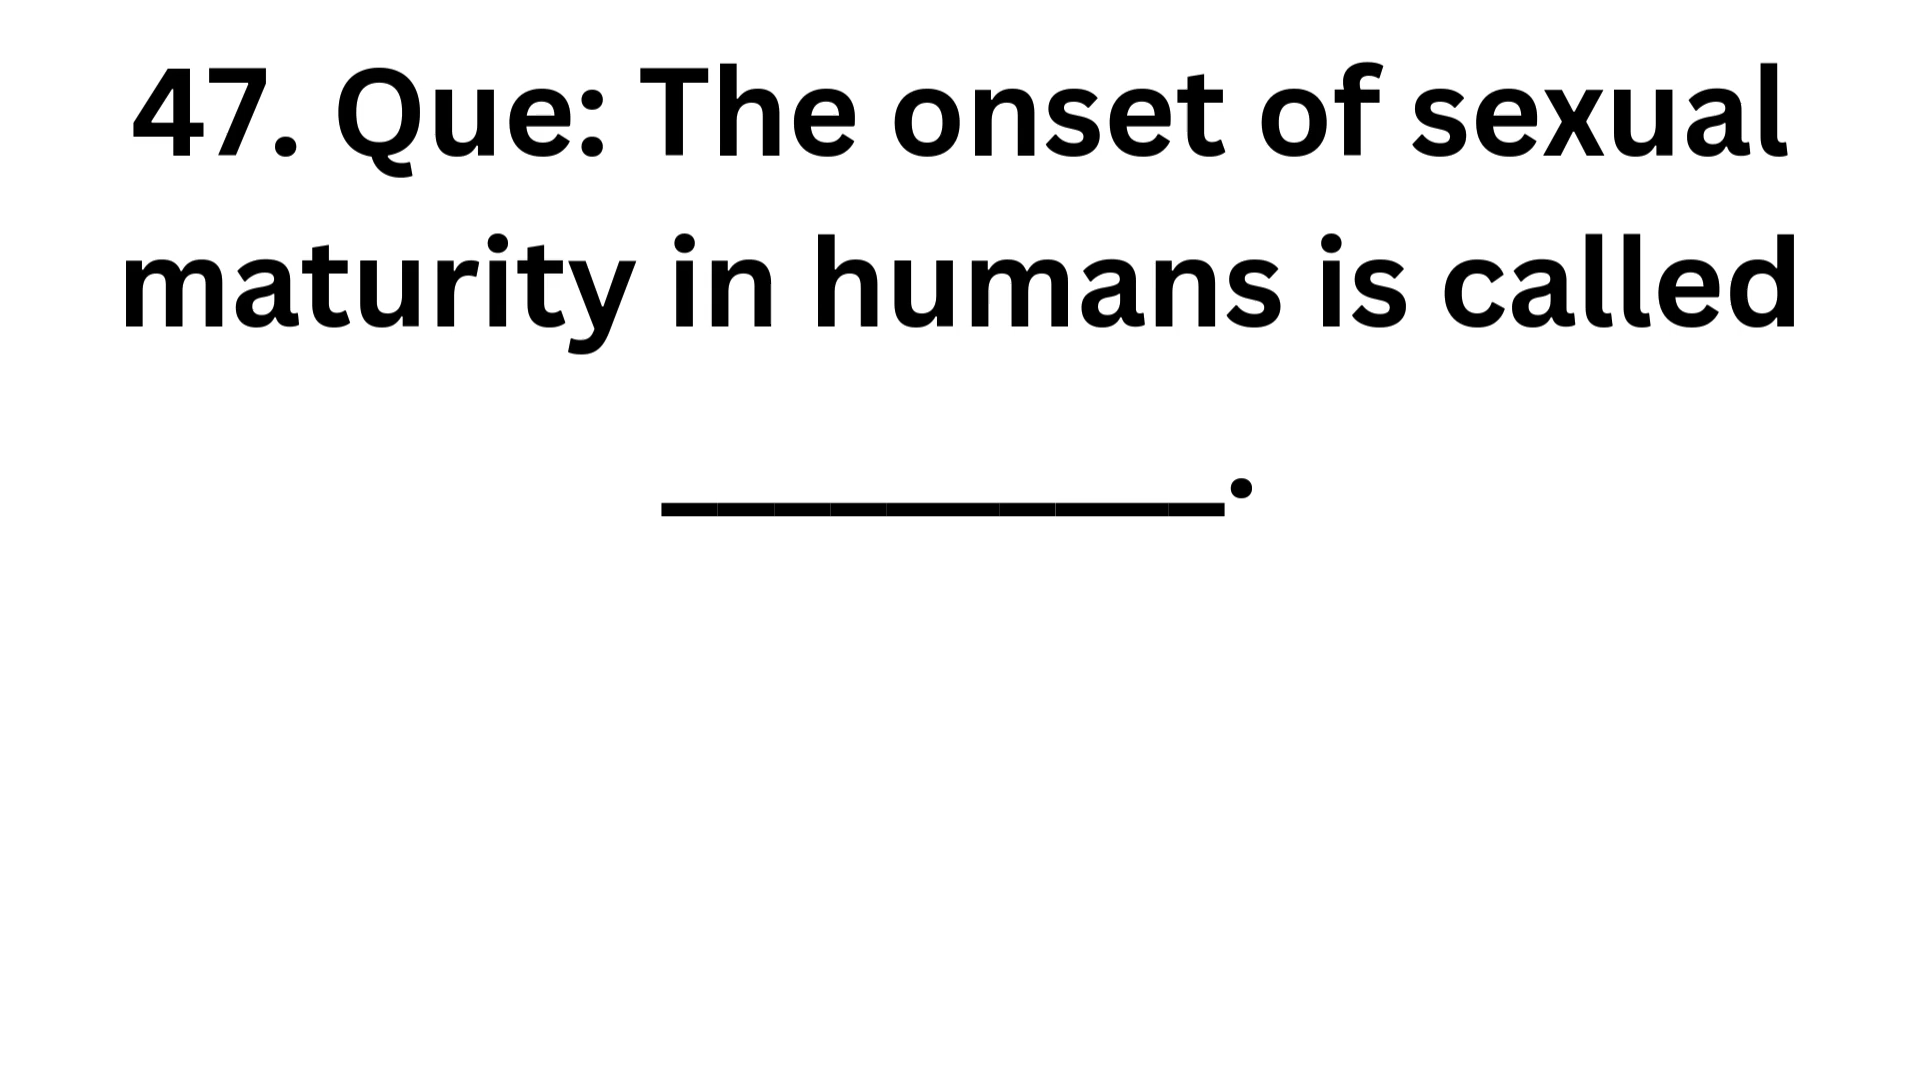 47. Que: The onset of sexual
maturity in humans is called
__________.